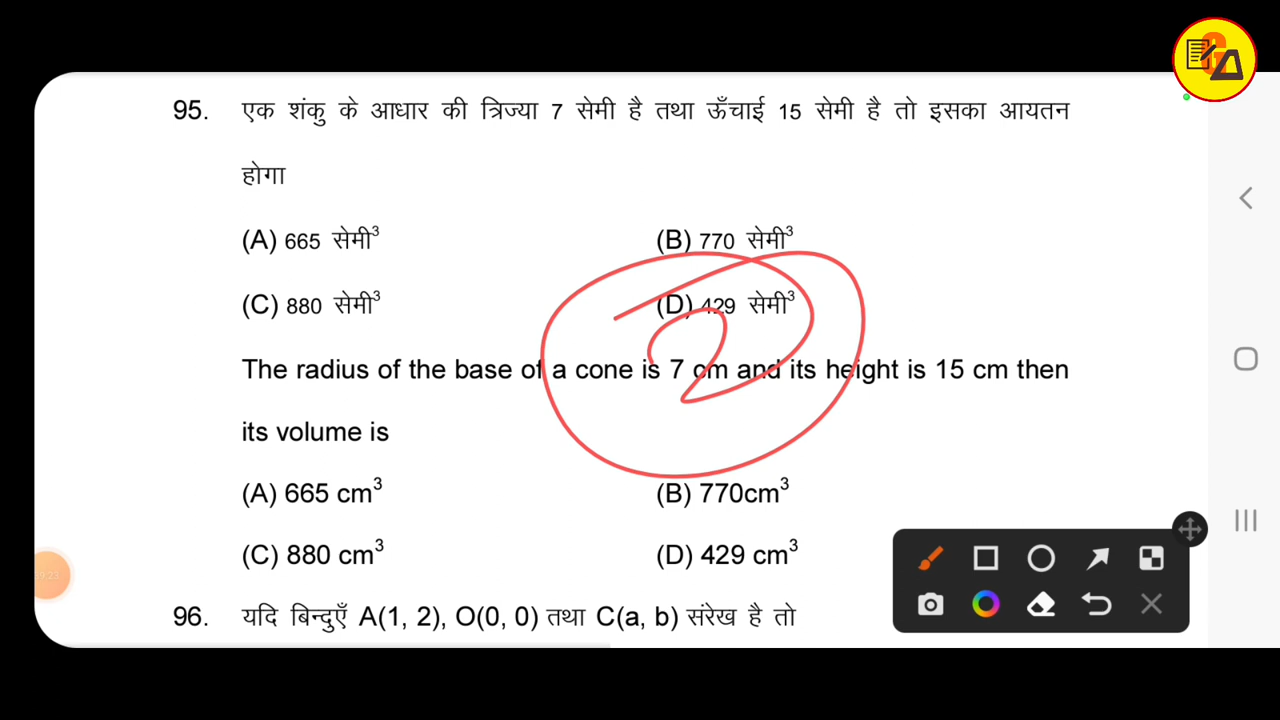 95. एक शंकु के आधार की त्रिज्या 7 सेमी है तथा ऊँचाई 15 सेमी है तो इसका आयतन
होगा
(A) 665 सेमी³ (B) 770 सेमी³
(C) 880 सेमी³ (D) 429 सेमी³
The radius of the base of a cone is 7 cm and its height is 15 cm then
its volume is
(A) 665 cm³ (B) 770cm³
(C) 880 cm³ (D) 429 cm³
96. यदि बिन्दुएँ A(1, 2), O(0, 0) तथा C(a, b) संरेख है तो
2